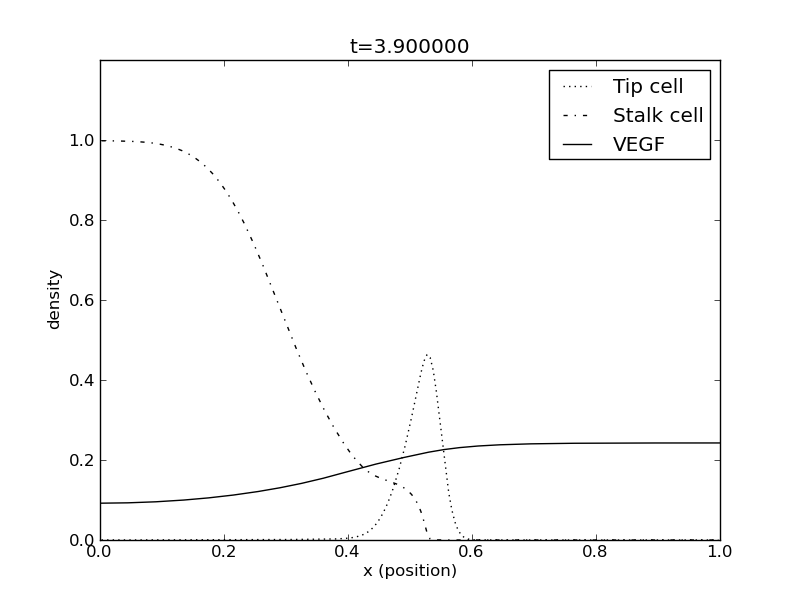 t=3.900000
Tip cell
Stalk cell
VEGF
density
1.0
0.8
0.6
0.4
0.2
0.0
0.0 0.2 0.4 0.6 0.8 1.0
x (position)